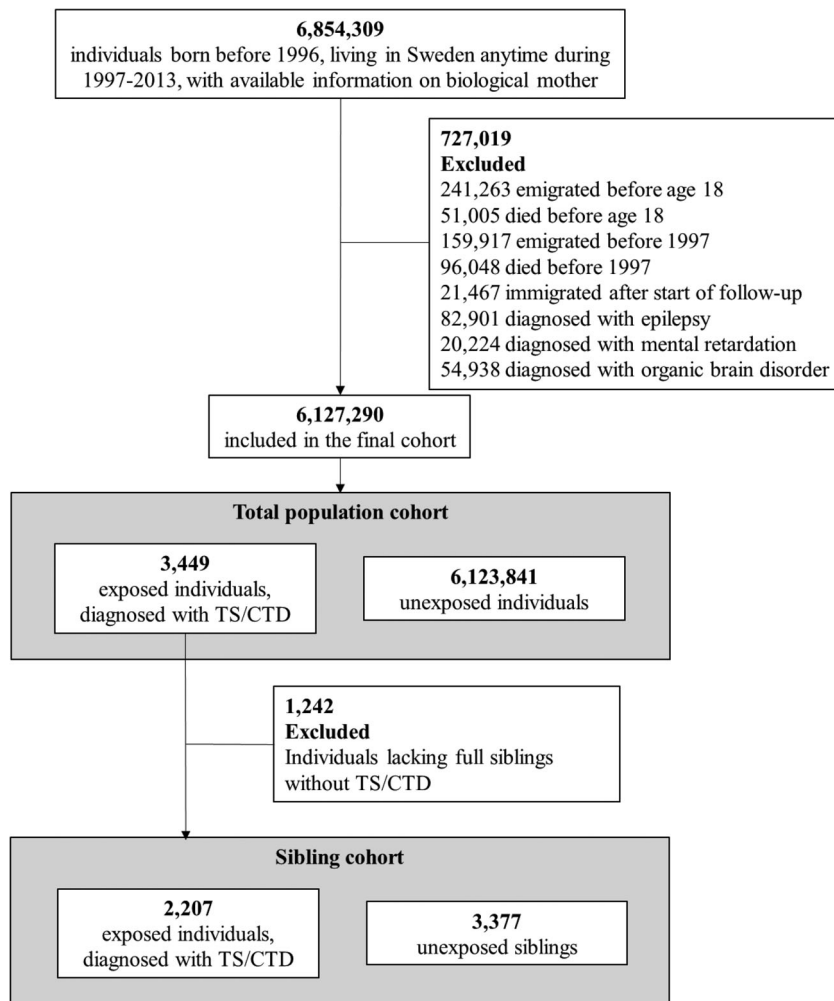 6,854,309
individuals born before 1996, living in Sweden anytime during
1997-2013, with available information on biological mother
727,019
Excluded
241,263 emigrated before age 18
51,005 died before age 18
159,917 emigrated before 1997
96,048 died before 1997
21,467 immigrated after start of follow-up
82,901 diagnosed with epilepsy
20,224 diagnosed with mental retardation
54,938 diagnosed with organic brain disorder
6,127,290
included in the final cohort
Total population cohort
3,449
exposed individuals,
diagnosed with TS/CTD
6,123,841
unexposed individuals
1,242
Excluded
Individuals lacking full siblings
without TS/CTD
Sibling cohort
2,207
exposed individuals,
diagnosed with TS/CTD
3,377
unexposed siblings